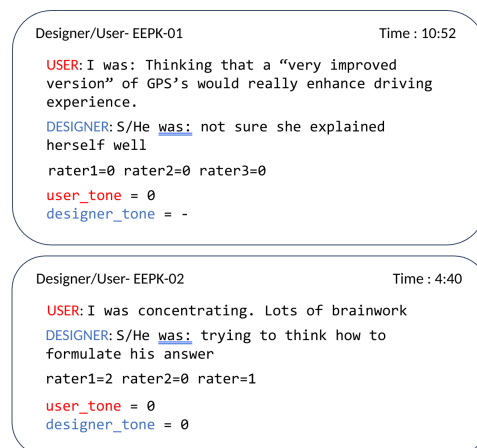 Designer/User- EEPK-01 Time : 10:52
USER: I was: Thinking that a “very improved
version” of GPS’s would really enhance driving
experience.
DESIGNER: S/He was: not sure she explained
herself well
rater1=0 rater2=0 rater3=0
user_tone = 0
designer_tone = -
Designer/User- EEPK-02 Time : 4:40
USER: I was concentrating. Lots of brainwork
DESIGNER: S/He was: trying to think how to
formulate his answer
rater1=2 rater2=0 rater=1
user_tone = 0
designer_tone = 0